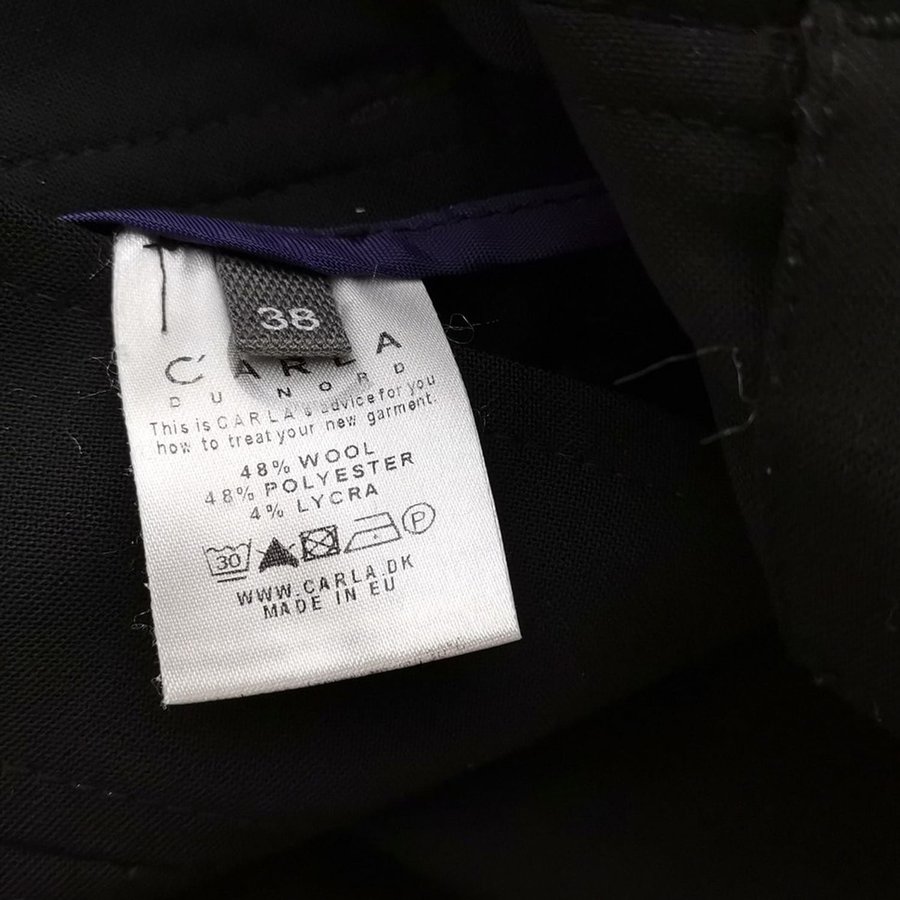 38
C'ARLA
DU NORD
This is CARLA's advice for you
how to treat your new garment.
48% WOOL
48% POLYESTER
4% LYCRA
30 P
WWW.CARLA.DK
MADE IN EU